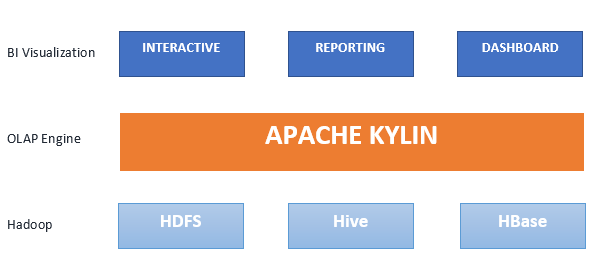 BI Visualization
INTERACTIVE
REPORTING
DASHBOARD
OLAP Engine
APACHE KYLIN
Hadoop
HDFS
Hive
HBase